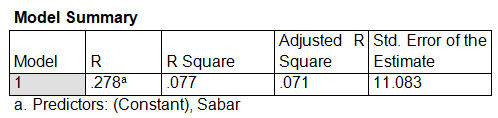 Model Summary
Model R R Square Adjusted R Square Std. Error of the Estimate
1 .278a .077 .071 11.083
a. Predictors: (Constant), Sabar